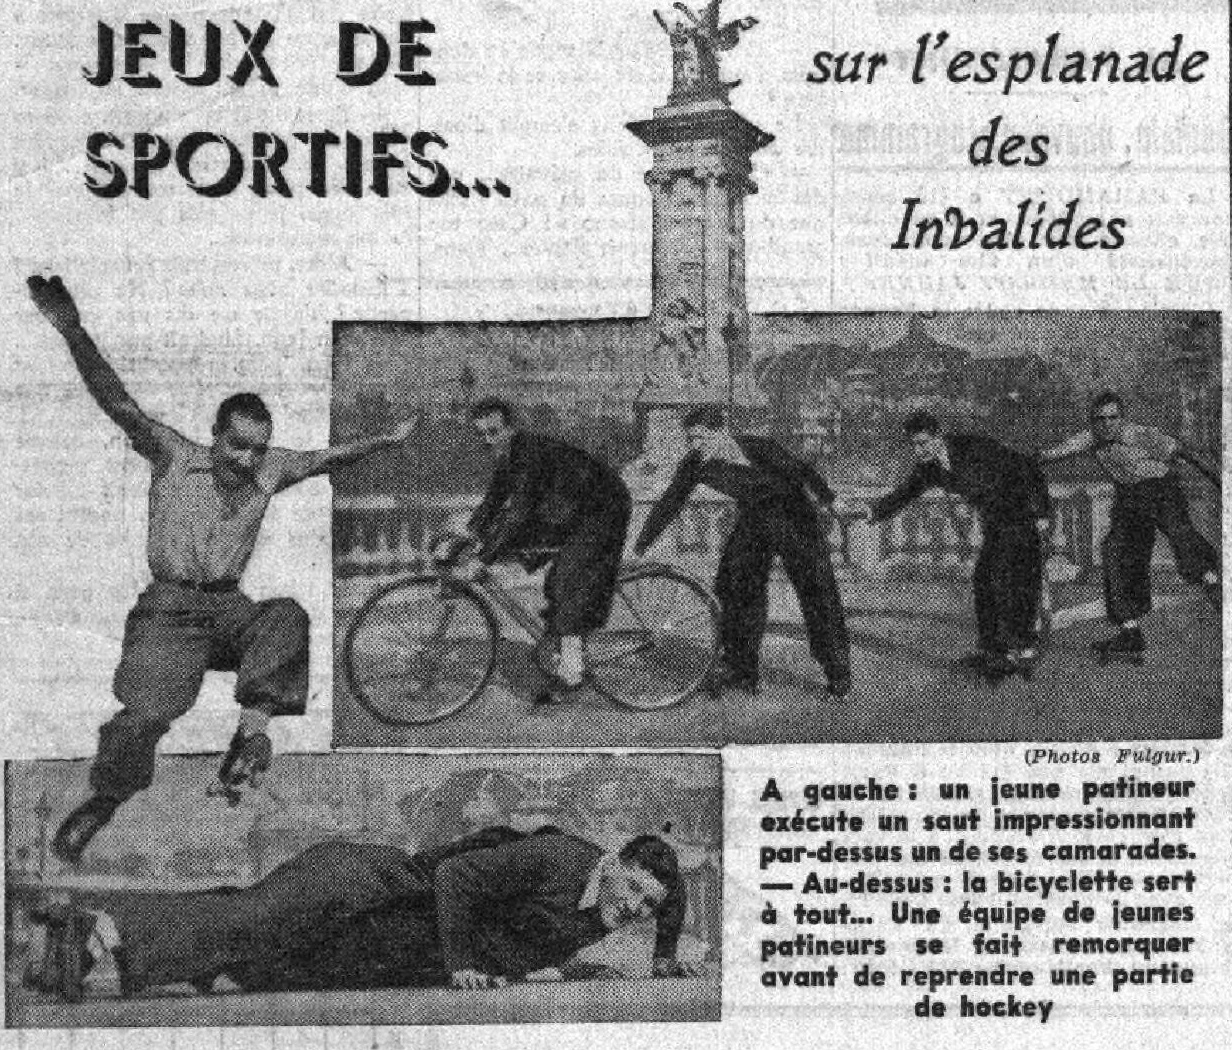 JEUX DE
SPORTIFS...
sur l'esplanade
des
Invalides
(Photos Fulgur.)
A gauche : un jeune patineur
exécute un saut impressionnant
par-dessus un de ses camarades.
— Au-dessus : la bicyclette sert
à tout... Une équipe de jeunes
patineurs se fait remorquer
avant de reprendre une partie
de hockey